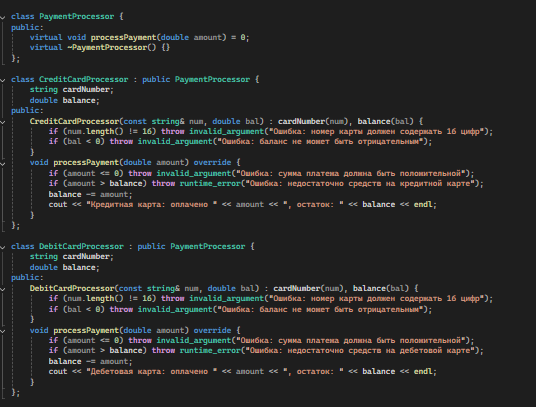 class PaymentProcessor {
public:
    virtual void processPayment(double amount) = 0;
    virtual ~PaymentProcessor() {}
};
class CreditCardProcessor : public PaymentProcessor {
    string cardNumber;
    double balance;
public:
    CreditCardProcessor(const string& num, double bal) : cardNumber(num), balance(bal) {
        if (num.length() != 16) throw invalid_argument("Ошибка: номер карты должен содержать 16 цифр");
        if (bal < 0) throw invalid_argument("Ошибка: баланс не может быть отрицательным");
    }
    void processPayment(double amount) override {
        if (amount <= 0) throw invalid_argument("Ошибка: сумма платежа должна быть положительной");
        if (amount > balance) throw runtime_error("Ошибка: недостаточно средств на кредитной карте");
        balance -= amount;
        cout << "Кредитная карта: оплачено " << amount << ", остаток: " << balance << endl;
    }
};
class DebitCardProcessor : public PaymentProcessor {
    string cardNumber;
    double balance;
public:
    DebitCardProcessor(const string& num, double bal) : cardNumber(num), balance(bal) {
        if (num.length() != 16) throw invalid_argument("Ошибка: номер карты должен содержать 16 цифр");
        if (bal < 0) throw invalid_argument("Ошибка: баланс не может быть отрицательным");
    }
    void processPayment(double amount) override {
        if (amount <= 0) throw invalid_argument("Ошибка: сумма платежа должна быть положительной");
        if (amount > balance) throw runtime_error("Ошибка: недостаточно средств на дебетовой карте");
        balance -= amount;
        cout << "Дебетовая карта: оплачено " << amount << ", остаток: " << balance << endl;
    }
};